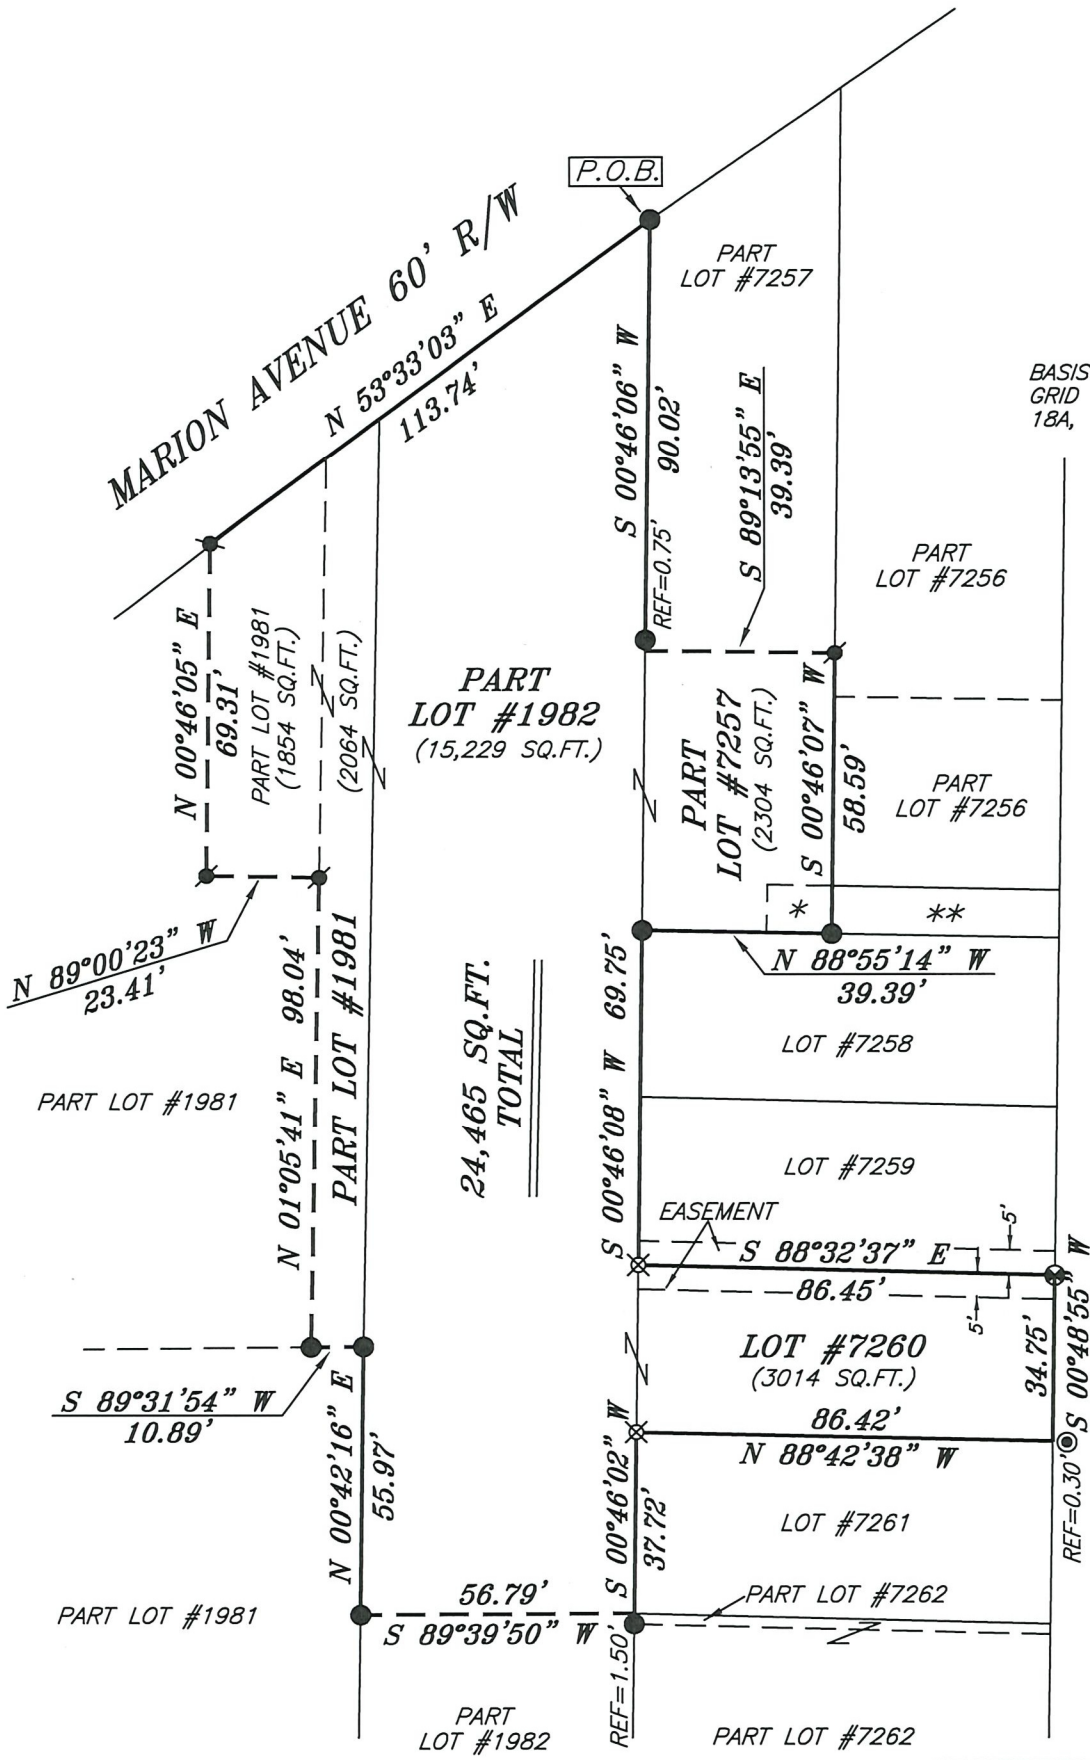 P.O.B.
MARION AVENUE 60' R/W
N 53°33'03" E
113.74'
PART
LOT #7257
S 00°46'06" W
90.02'
REF=0.75'
S 89°13'55" E
39.39'
BASIS
GRID
18A,
PART
LOT #7256
N 00°46'05" E
69.31'
PART LOT #1981
(1854 SQ.FT.)
(2064 SQ.FT.)
PART
LOT #1982
(15,229 SQ.FT.)
PART
LOT #7257
(2304 SQ.FT.)
S 00°46'07" W
58.59'
PART
LOT #7256
*
**
N 89°00'23" W
23.41'
N 88°55'14" W
39.39'
PART LOT #1981
N 01°05'41" E 98.04'
PART LOT #1981
24,465 SQ.FT.
TOTAL
S 00°46'08" W 69.75'
LOT #7258
LOT #7259
EASEMENT
5'
S 88°32'37" E
86.45'
5'
LOT #7260
(3014 SQ.FT.)
34.75'
S 00°48'55" W
S 89°31'54" W
10.89'
86.42'
N 88°42'38" W
REF=0.30'
N 00°42'16" E
55.97'
S 00°46'02" W
37.72'
LOT #7261
PART LOT #7262
PART LOT #1981
56.79'
S 89°39'50" W
REF=1.50'
PART
LOT #1982
PART LOT #7262